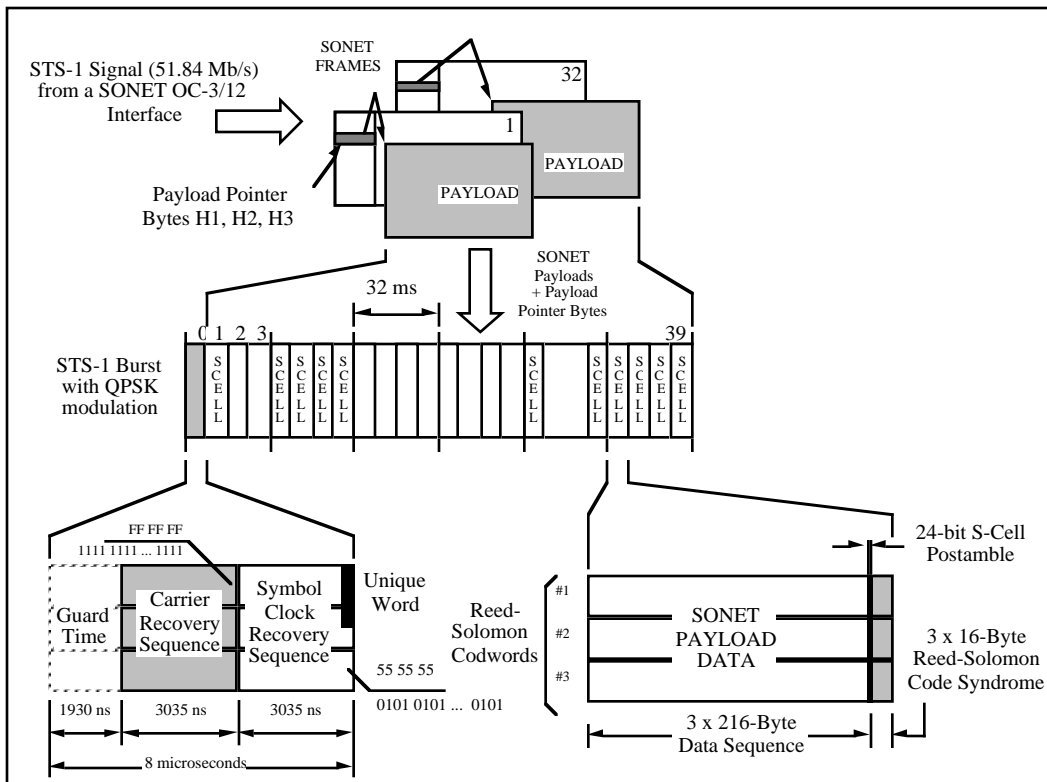 STS-1 Signal (51.84 Mb/s)
from a SONET OC-3/12
Interface
SONET
FRAMES
32
1
PAYLOAD
PAYLOAD
Payload Pointer
Bytes H1, H2, H3
SONET
Payloads
+ Payload
Pointer Bytes
32 ms
STS-1 Burst
with QPSK
modulation
0 1 2 3 39
SCELL SCELL SCELL SCELL SCELL SCELL SCELL SCELL SCELL SCELL SCELL
FF FF FF
1111 1111 ... 1111
Guard
Time
Carrier
Recovery
Sequence
Symbol
Clock
Recovery
Sequence
Unique
Word
55 55 55
0101 0101 ... 0101
1930 ns 3035 ns 3035 ns
8 microseconds
Reed-
Solomon
Codwords
#1
#2
#3
SONET
PAYLOAD
DATA
24-bit S-Cell
Postamble
3 x 16-Byte
Reed-Solomon
Code Syndrome
3 x 216-Byte
Data Sequence